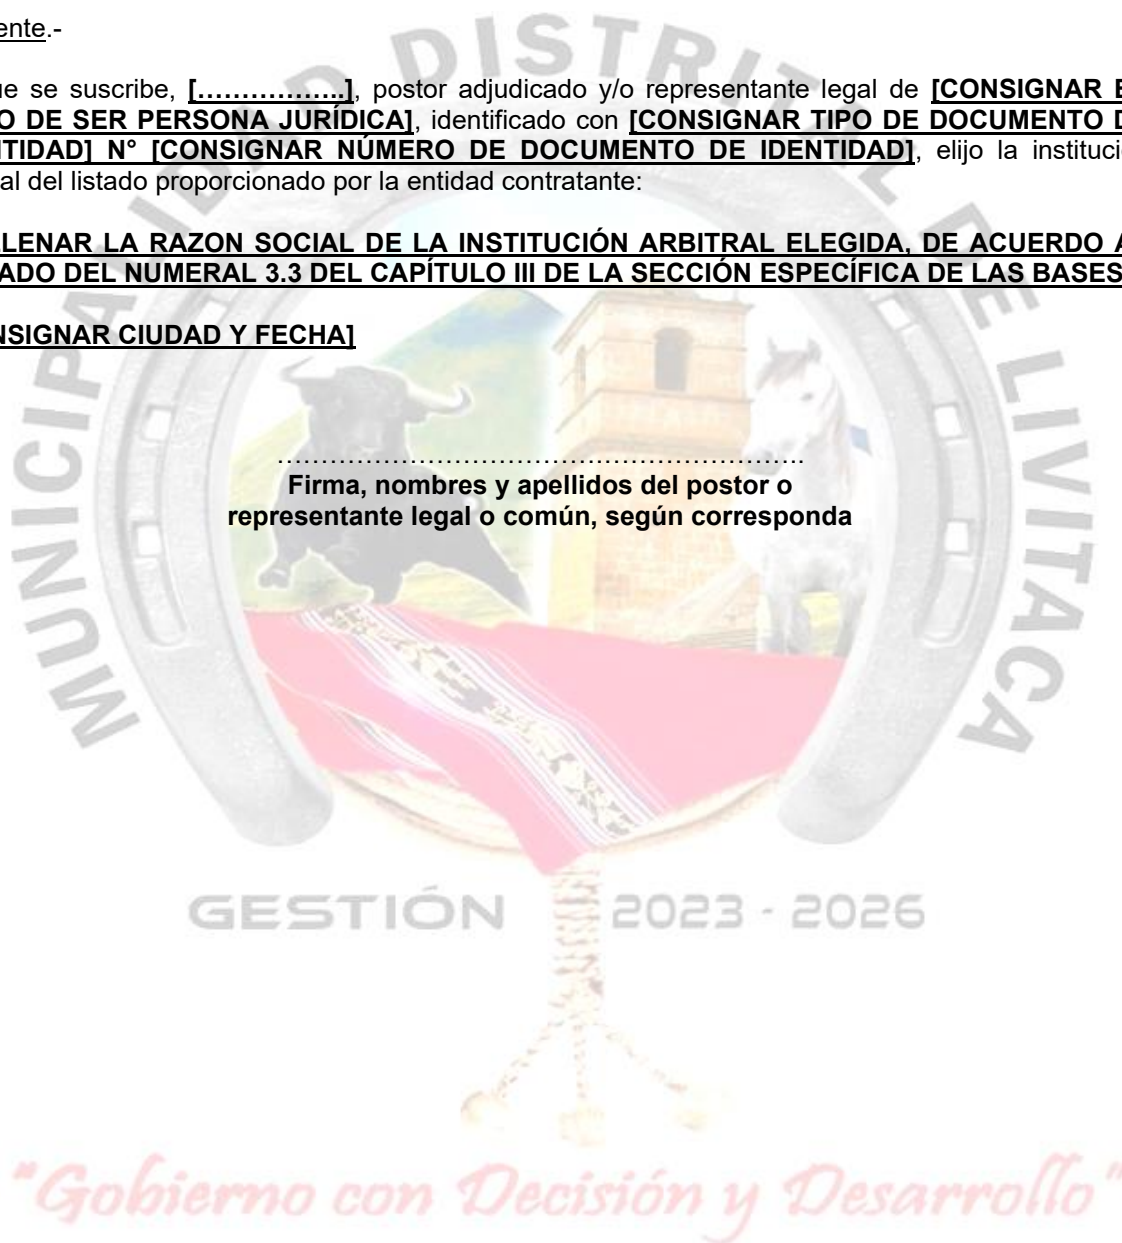 ente.-
ue se suscribe, [……………..], postor adjudicado y/o representante legal de [CONSIGNAR E
O DE SER PERSONA JURÍDICA], identificado con [CONSIGNAR TIPO DE DOCUMENTO D
NTIDAD] N° [CONSIGNAR NÚMERO DE DOCUMENTO DE IDENTIDAD], elijo la instituci
al del listado proporcionado por la entidad contratante:
LLENAR LA RAZON SOCIAL DE LA INSTITUCIÓN ARBITRAL ELEGIDA, DE ACUERDO A
ADO DEL NUMERAL 3.3 DEL CAPÍTULO III DE LA SECCIÓN ESPECÍFICA DE LAS BASES
NSIGNAR CIUDAD Y FECHA]
…………………………………………………….
Firma, nombres y apellidos del postor o
representante legal o común, según corresponda
MUNICIPALIDAD DISTRITAL DE LIVITACA
GESTIÓN 2023 - 2026
"Gobierno con Decisión y Desarrollo"